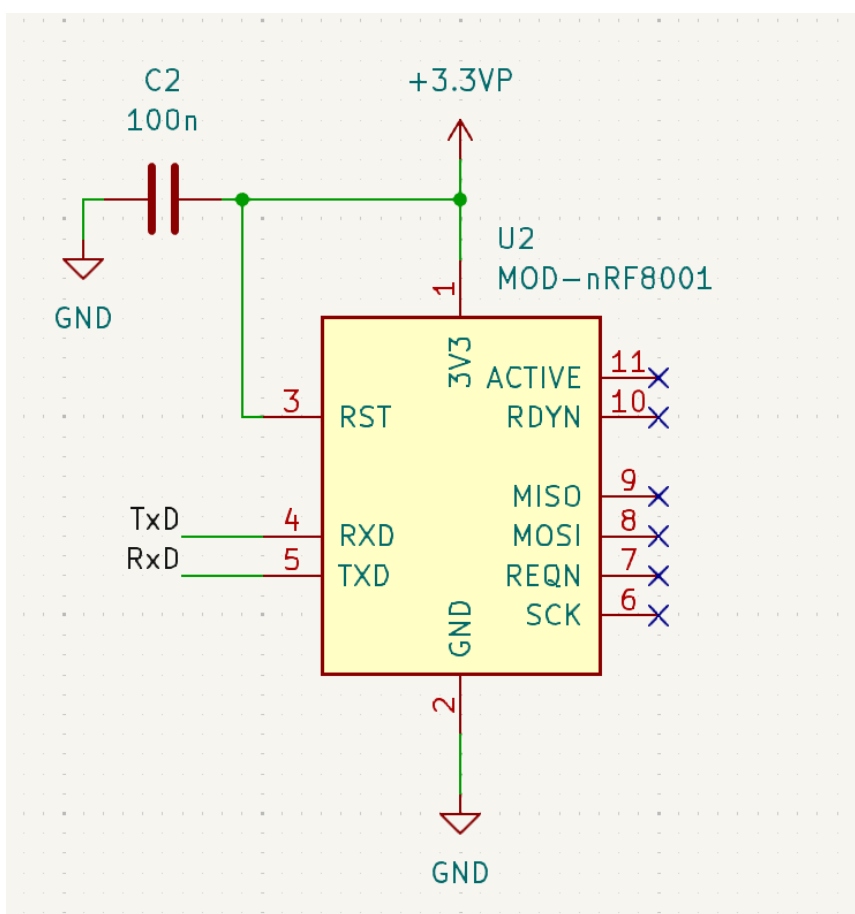 C2
100n
+3.3VP
GND
U2
MOD-nRF8001
1
3V3
ACTIVE
11
3
RST
RDYN
10
MISO
9
TxD
4
RXD
MOSI
8
RxD
5
TXD
REQN
7
SCK
6
GND
2
GND